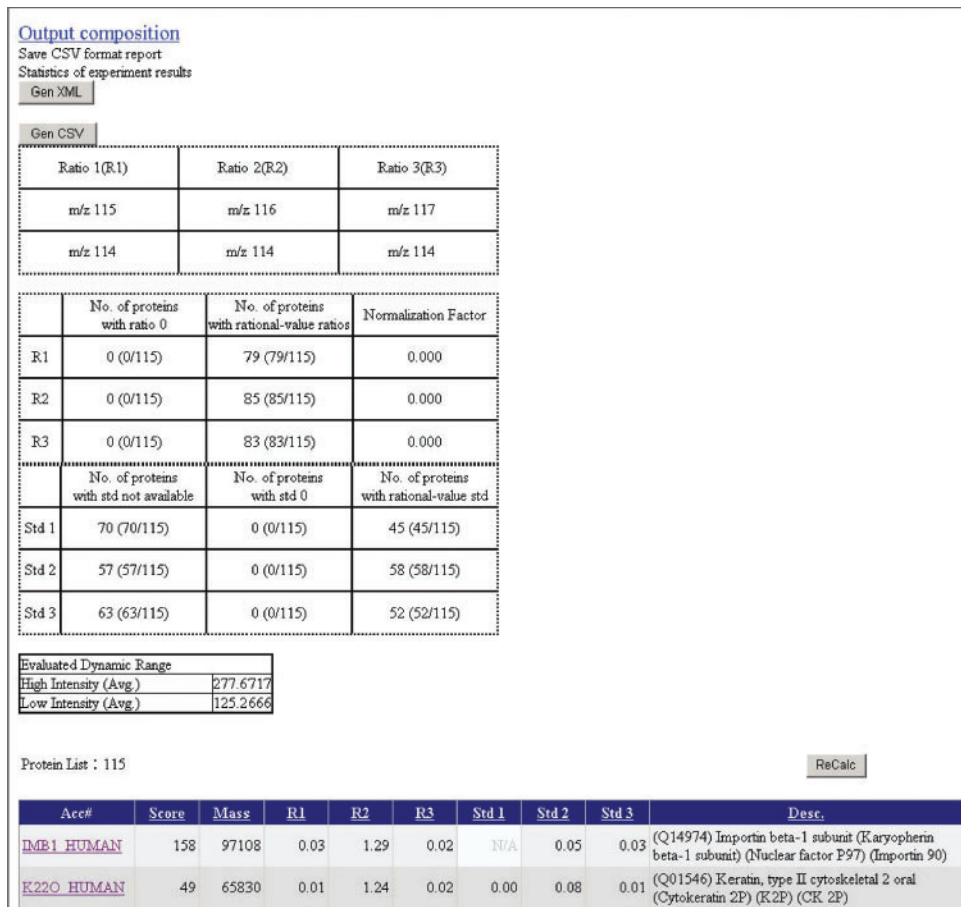 Output composition
Save CSV format report
Statistics of experiment results
Gen XML
Gen CSV
Ratio 1(R1) Ratio 2(R2) Ratio 3(R3)
m/z 115 m/z 116 m/z 117
m/z 114 m/z 114 m/z 114
No. of proteins No. of proteins Normalization Factor
with ratio 0 with rational-value ratios
R1 0 (0/115) 79 (79/115) 0.000
R2 0 (0/115) 85 (85/115) 0.000
R3 0 (0/115) 83 (83/115) 0.000
No. of proteins No. of proteins No. of proteins
with std not available with std 0 with rational-value std
Std 1 70 (70/115) 0 (0/115) 45 (45/115)
Std 2 57 (57/115) 0 (0/115) 58 (58/115)
Std 3 63 (63/115) 0 (0/115) 52 (52/115)
Evaluated Dynamic Range
High Intensity (Avg.) 277.6717
Low Intensity (Avg.) 125.2666
Protein List : 115 ReCalc
Acc# Score Mass R1 R2 R3 Std 1 Std 2 Std 3 Desc.
IMB1_HUMAN 158 97108 0.03 1.29 0.02 N/A 0.05 0.03 (Q14974) Importin beta-1 subunit (Karyopherin
beta-1 subunit) (Nuclear factor P97) (Importin 90)
K22O_HUMAN 49 65830 0.01 1.24 0.02 0.00 0.08 0.01 (Q01546) Keratin, type II cytoskeletal 2 oral
(Cytokeratin 2P) (K2P) (CK 2P)